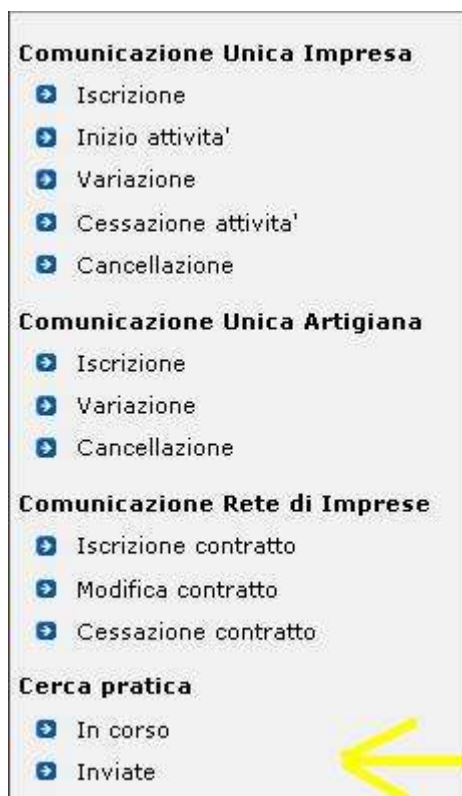 Comunicazione Unica Impresa
Iscrizione
Inizio attivita'
Variazione
Cessazione attivita'
Cancellazione
Comunicazione Unica Artigiana
Iscrizione
Variazione
Cancellazione
Comunicazione Rete di Imprese
Iscrizione contratto
Modifica contratto
Cessazione contratto
Cerca pratica
In corso
Inviate